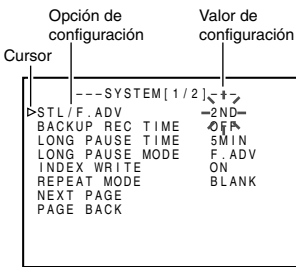 Opción de
configuración
Valor de
configuración
Cursor
---SYSTEM[1/2]---
STL/F.ADV 2ND
BACKUP REC TIME OFF
LONG PAUSE TIME 5MIN
LONG PAUSE MODE F.ADV
INDEX WRITE ON
REPEAT MODE BLANK
NEXT PAGE
PAGE BACK